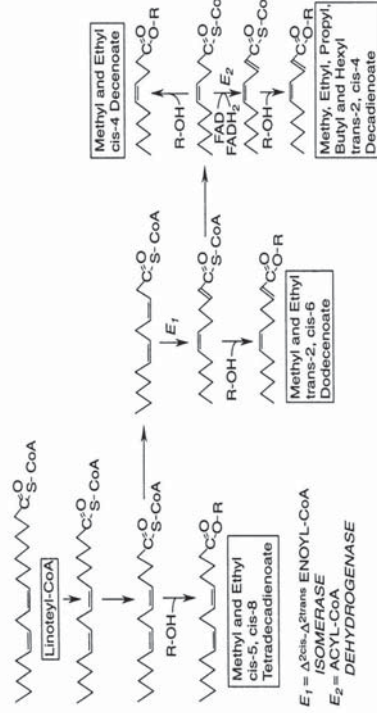 C=O
S-CoA
Linoteyl-CoA
C=O
S-CoA
C=O
S-CoA
R-OH
C=O
O-R
Methyl and Ethyl
cis-5, cis-8
Tetradecadienoate
E₁ = Δ²cis-Δ²trans ENOYL-CoA
ISOMERASE
E₂ = ACYL-CoA
DEHYDROGENASE
C=O
S-CoA
E₁
C=O
S-CoA
R-OH
C=O
O-R
Methyl and Ethyl
trans-2, cis-6
Dodecenoate
Methyl and Ethyl
cis-4 Decenoate
C=O
O-R
R-OH
C=O
S-CoA
FAD
FADH₂
E₂
C=O
S-CoA
R-OH
C=O
O-R
Methy, Ethyl, Propyl,
Butyl and Hexyl
trans-2, cis-4
Decadienoate